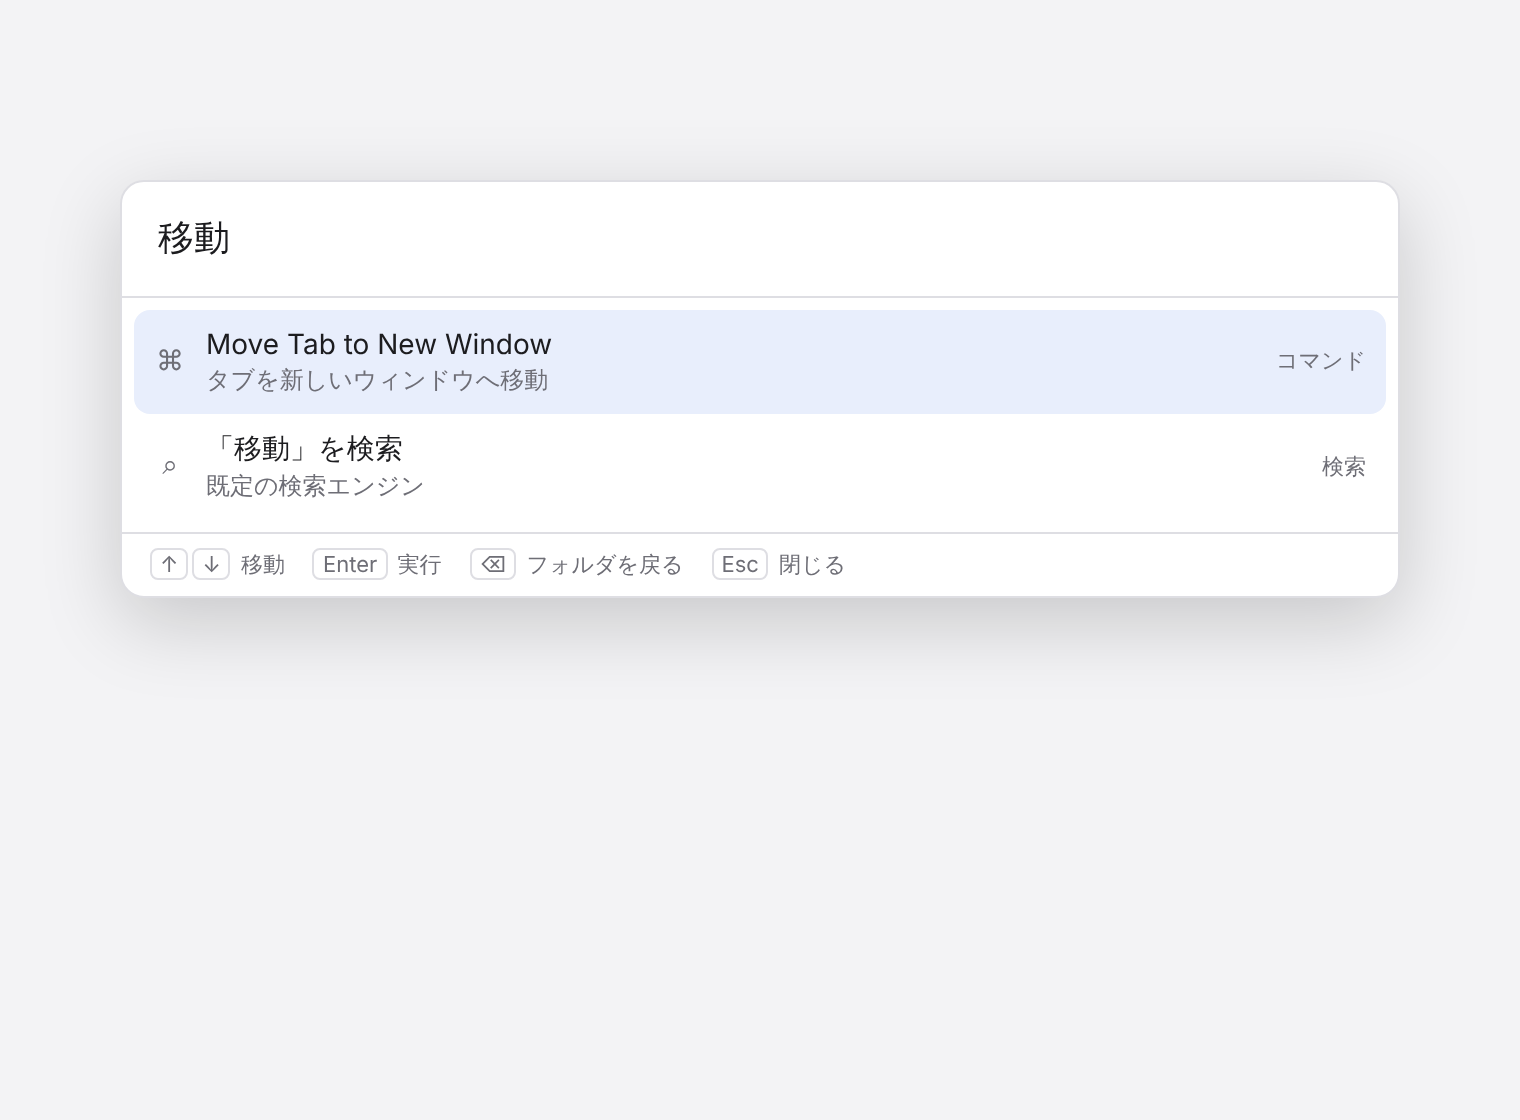 移動
⌘ Move Tab to New Window
タブを新しいウィンドウへ移動
コマンド
「移動」を検索
既定の検索エンジン
検索
↑ ↓ 移動 Enter 実行 ⌫ フォルダを戻る Esc 閉じる